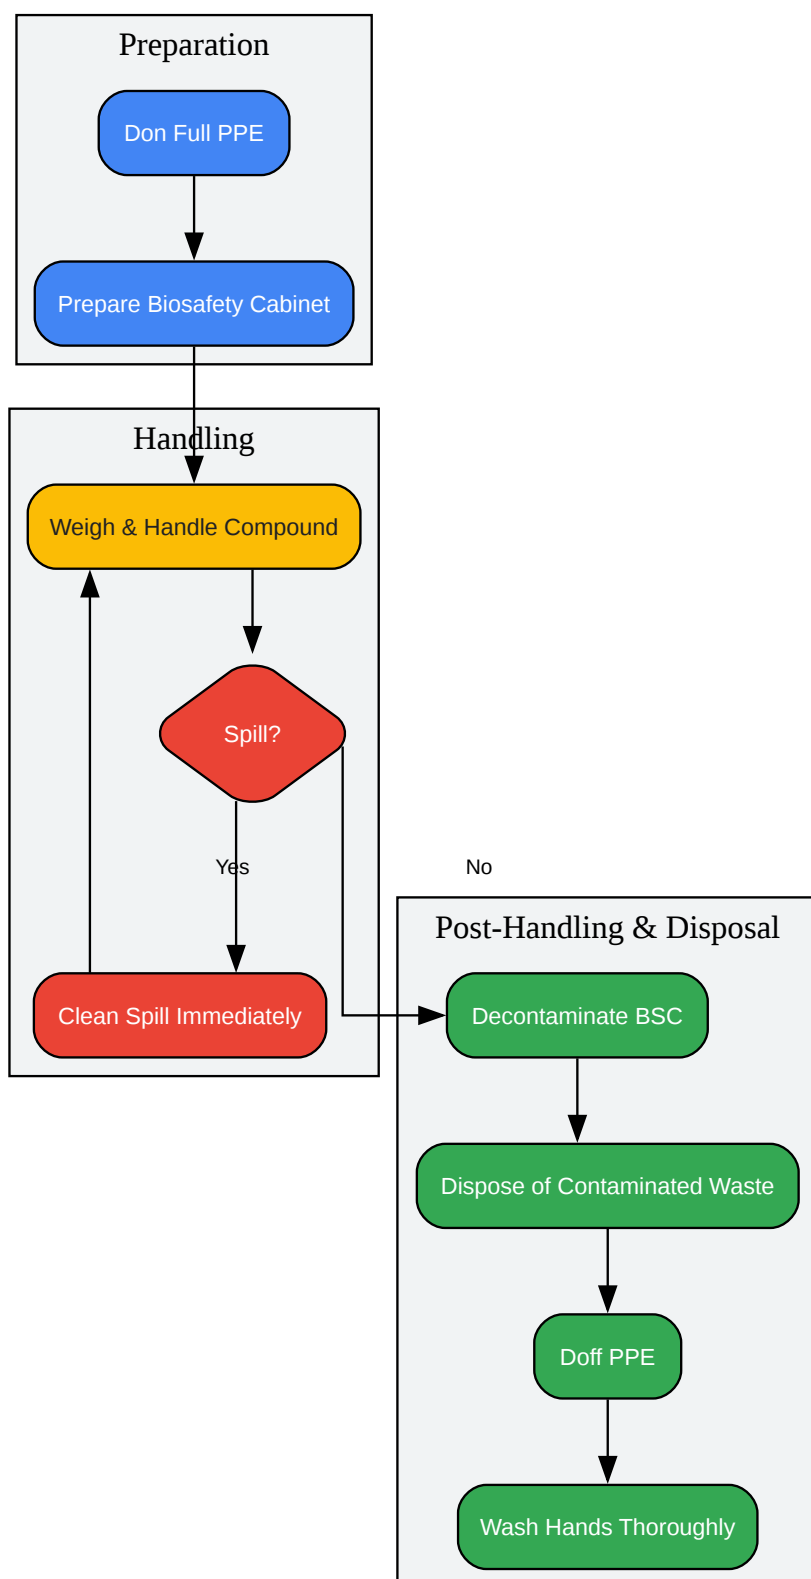 Preparation
Don Full PPE
Prepare Biosafety Cabinet
Handling
Weigh & Handle Compound
Spill?
Yes
No
Clean Spill Immediately
Post-Handling & Disposal
Decontaminate BSC
Dispose of Contaminated Waste
Doff PPE
Wash Hands Thoroughly